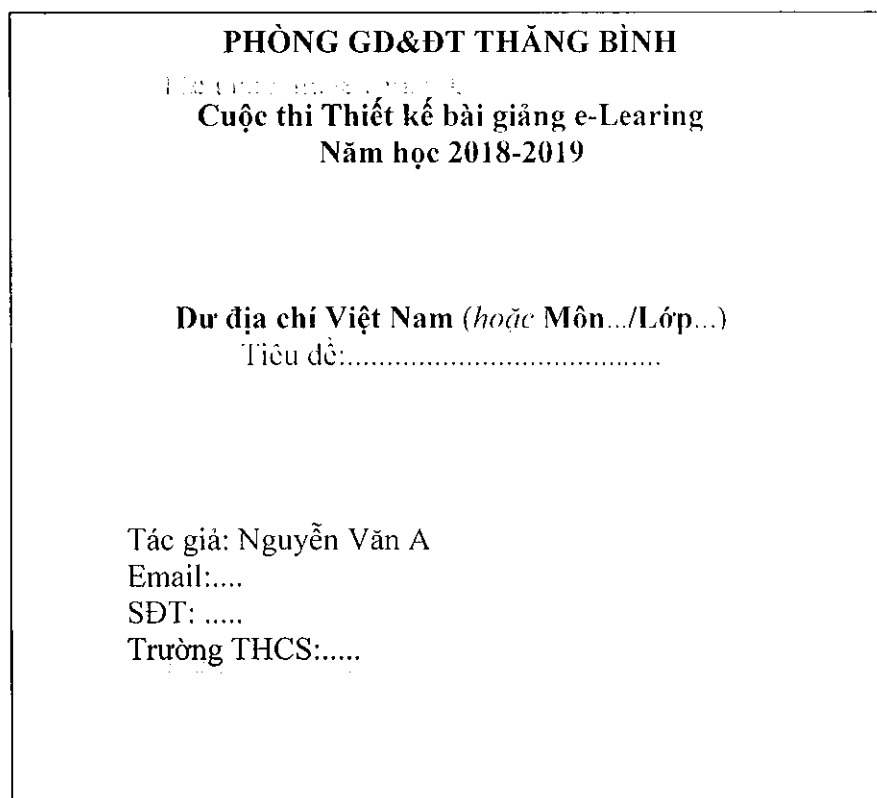 PHÒNG GD&ĐT THĂNG BÌNH
Cuộc thi Thiết kế bài giảng e-Learing
Năm học 2018-2019
Dư địa chí Việt Nam (hoặc Môn.../Lớp...)
Tiêu đề:.........................................
Tác giả: Nguyễn Văn A
Email:....
SĐT: .....
Trường THCS:.....